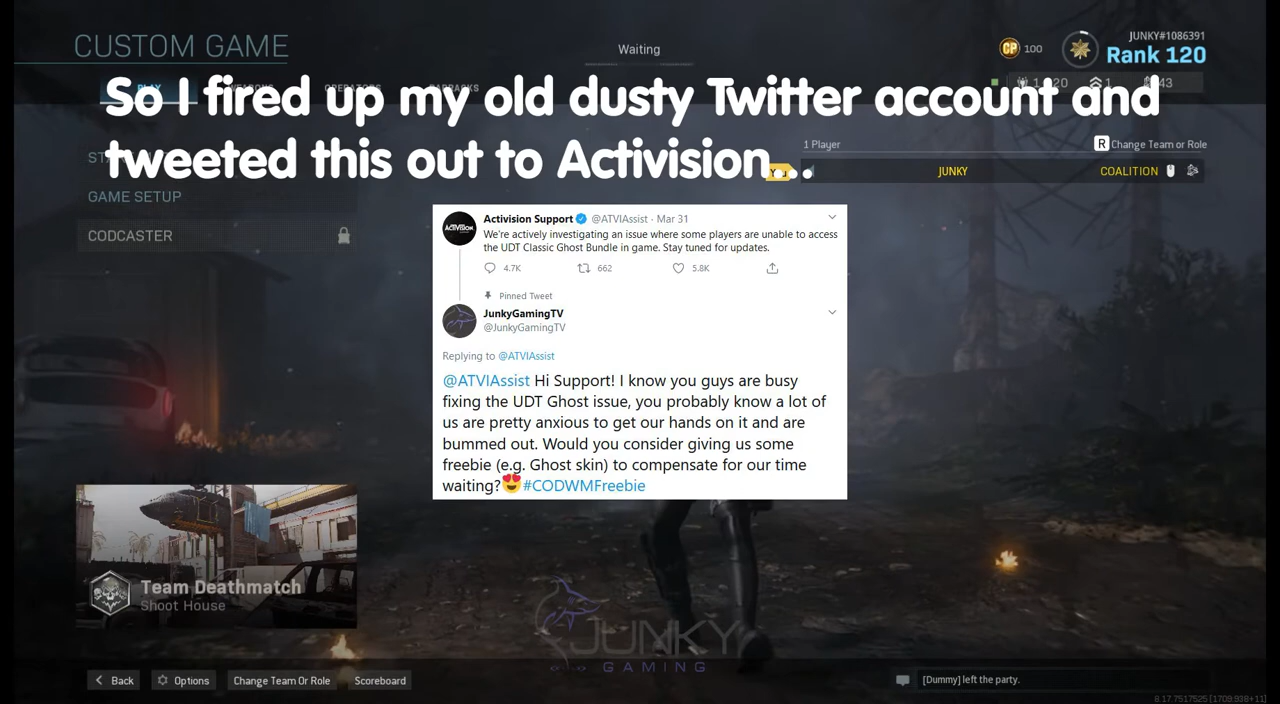 CUSTOM GAME
Waiting
CP 100
JUNKY#1086391
Rank 120
So I fired up my old dusty Twitter account and
tweeted this out to Activision...
1 Player
R Change Team or Role
JUNKY
COALITION
GAME SETUP
CODCASTER
Activision Support @ATVIAssist · Mar 31
We're actively investigating an issue where some players are unable to access
the UDT Classic Ghost Bundle in game. Stay tuned for updates.
4.7K 662 5.8K
Pinned Tweet
JunkyGamingTV
@JunkyGamingTV
Replying to @ATVIAssist
@ATVIAssist Hi Support! I know you guys are busy
fixing the UDT Ghost issue, you probably know a lot of
us are pretty anxious to get our hands on it and are
bummed out. Would you consider giving us some
freebie (e.g. Ghost skin) to compensate for our time
waiting?😍#CODWMFreebie
ACTIVISION
Team Deathmatch
Shoot House
JUNKY
GAMING
Back
Options
Change Team Or Role
Scoreboard
[Dummy] left the party.
8.17.7517525 [1709:938+11]